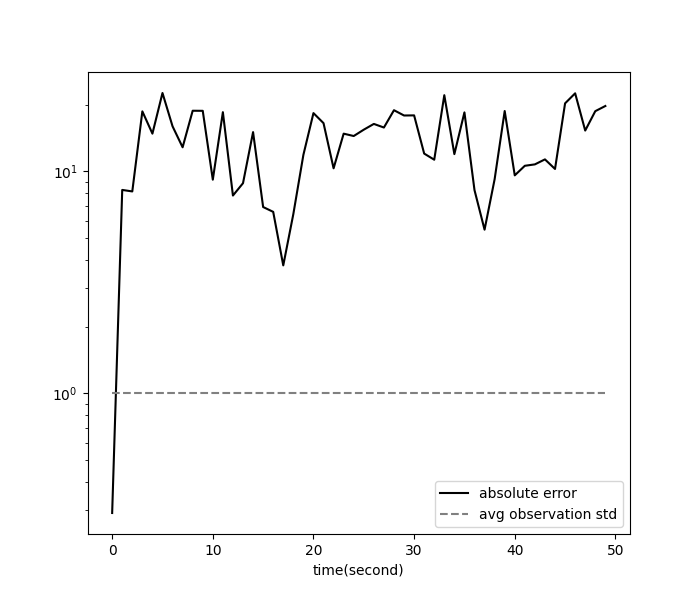 10¹
10⁰
0 10 20 30 40 50
time(second)
absolute error
avg observation std